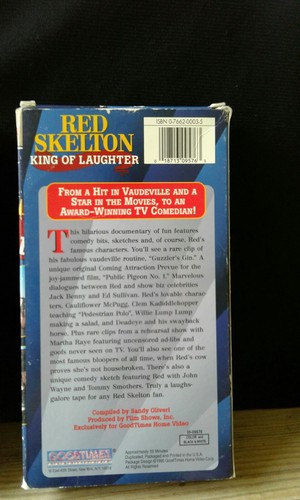 ISBN 0-7662-0003-5
RED
SKELTON
KING OF LAUGHTER
FROM A HIT IN VAUDEVILLE AND A
STAR IN THE MOVIES, TO AN
AWARD-WINNING TV COMEDIAN!
This hilarious documentary of fun features
comedy bits, sketches and, of course, Red's
famous characters. You'll see a rare clip of
his fabulous vaudeville routine, "Guzzler's Gin." A
unique original Coming Attraction Prevue for the
joy-jammed film, "Public Pigeon No. 1." Marvelous
dialogues between Red and show biz celebrities
Jack Benny and Ed Sullivan. Red's lovable charac-
ters, Cauliflower McPugg, Clem Kadiddlehopper
teaching "Pedestrian Polo", Willie Lump Lump
making a salad, and Deadeye and his swayback
horse. Plus rare clips from a rehearsal show with
Martha Raye featuring uncensored ad-libs and
goofs never seen on TV. You'll also see one of the
most famous bloopers of all time, when Red's cow
proves she's not housebroken. There's also a
unique comedy sketch featuring Red with John
Wayne and Tommy Smothers. Truly a laugh-
galore tape for any Red Skelton fan.
Compiled by Sandy Oliveri
Produced by Film Shows, Inc.
Exclusively for GoodTimes Home Video.
GOODTIMES
Approximately 50 Minutes